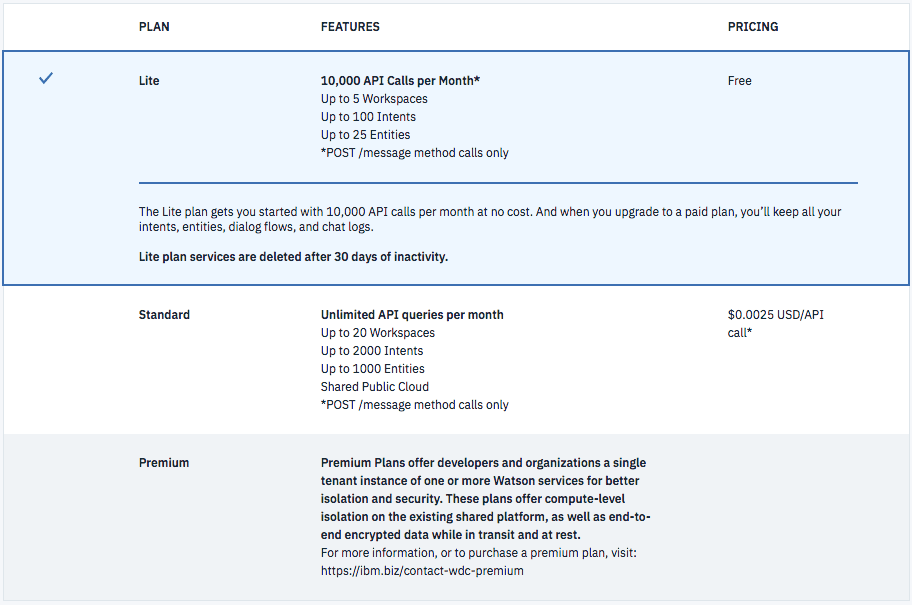 PLAN FEATURES PRICING
Lite 10,000 API Calls per Month* Free
Up to 5 Workspaces
Up to 100 Intents
Up to 25 Entities
*POST /message method calls only
The Lite plan gets you started with 10,000 API calls per month at no cost. And when you upgrade to a paid plan, you’ll keep all your
intents, entities, dialog flows, and chat logs.
Lite plan services are deleted after 30 days of inactivity.
Standard Unlimited API queries per month $0.0025 USD/API
Up to 20 Workspaces call*
Up to 2000 Intents
Up to 1000 Entities
Shared Public Cloud
*POST /message method calls only
Premium Premium Plans offer developers and organizations a single
tenant instance of one or more Watson services for better
isolation and security. These plans offer compute-level
isolation on the existing shared platform, as well as end-to-
end encrypted data while in transit and at rest.
For more information, or to purchase a premium plan, visit:
https://ibm.biz/contact-wdc-premium